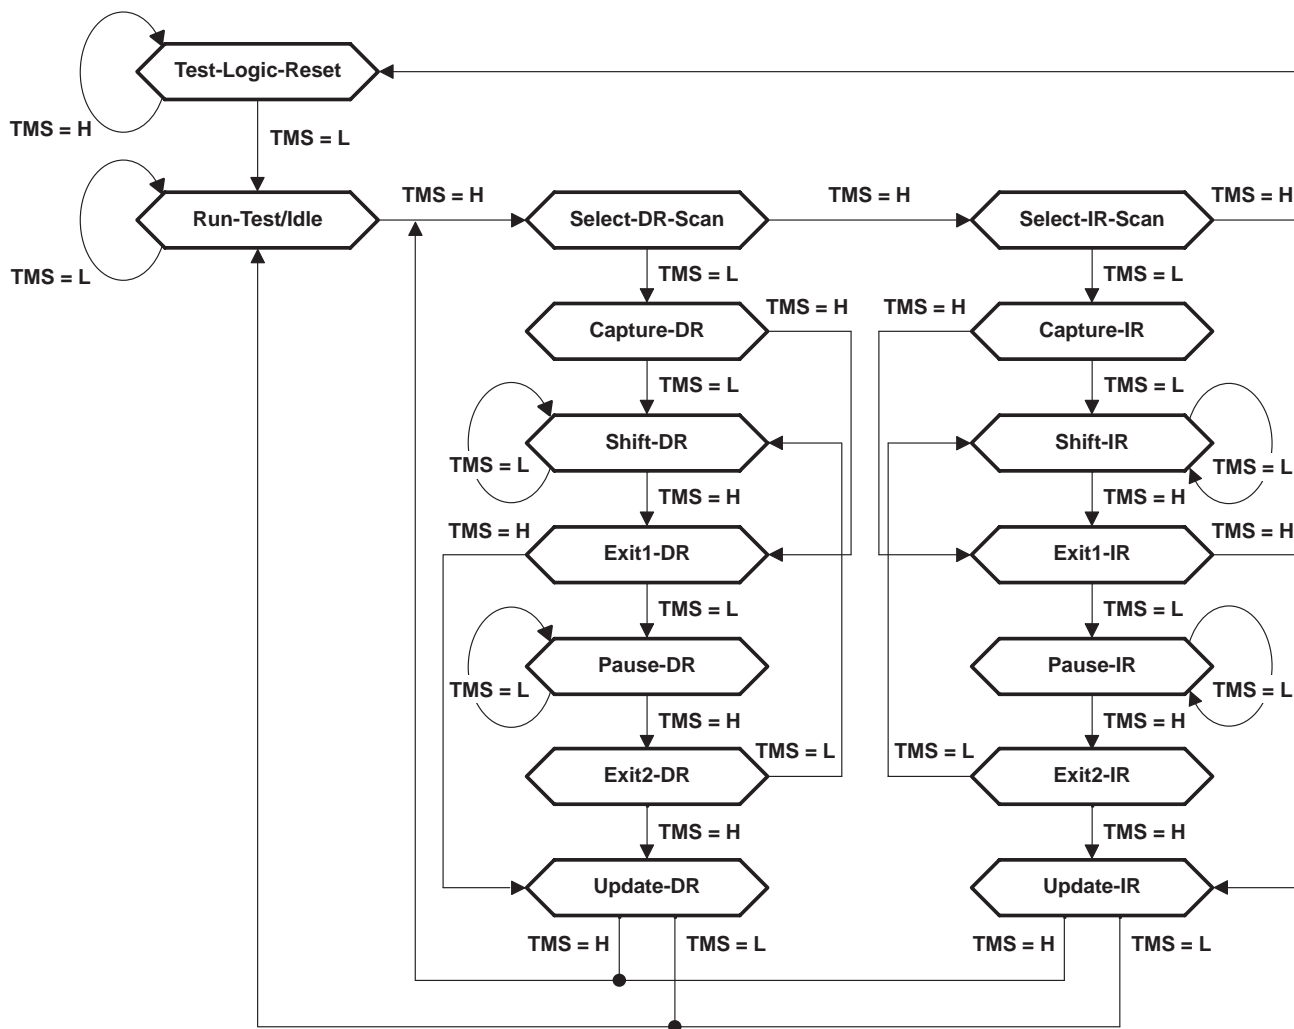 Test-Logic-Reset
TMS = H
TMS = L
TMS = H
TMS = H
TMS = H
Run-Test/Idle
Select-DR-Scan
Select-IR-Scan
TMS = L
TMS = L
TMS = L
TMS = H
TMS = H
Capture-DR
Capture-IR
TMS = L
TMS = L
Shift-DR
Shift-IR
TMS = L
TMS = L
TMS = H
TMS = H
TMS = H
TMS = H
Exit1-DR
Exit1-IR
TMS = L
TMS = L
Pause-DR
Pause-IR
TMS = L
TMS = L
TMS = H
TMS = H
TMS = L
TMS = L
Exit2-DR
Exit2-IR
TMS = H
TMS = H
Update-DR
Update-IR
TMS = H
TMS = L
TMS = H
TMS = L